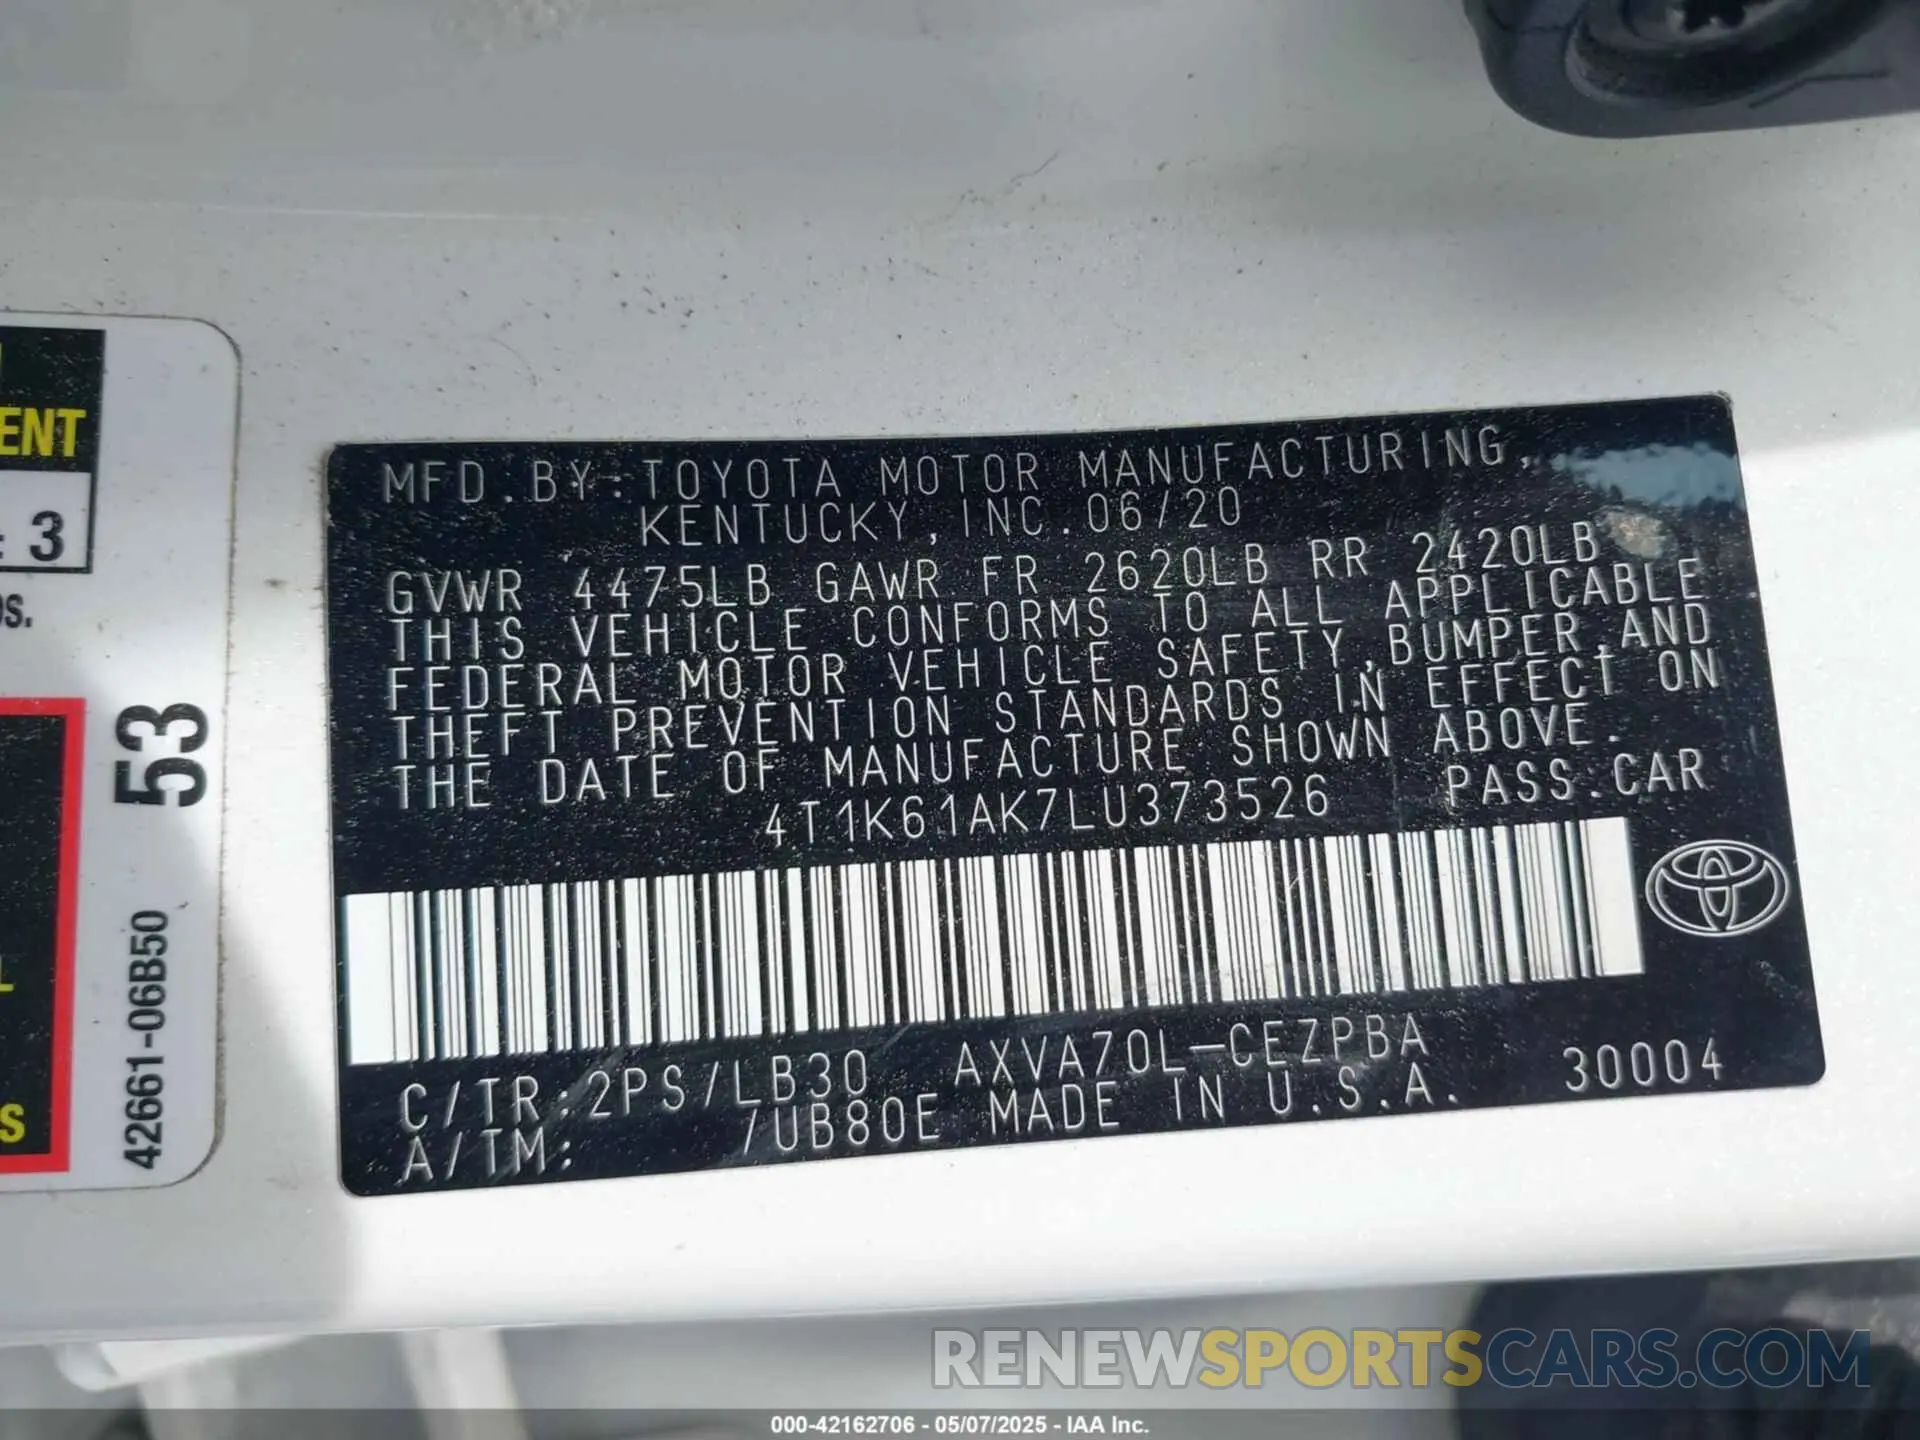 ENT
: 3
os.
L
S
53
42661-06B50
MFD.BY:TOYOTA MOTOR MANUFACTURING,
KENTUCKY,INC.06/20
GVWR 4475LB GAWR FR 2620LB RR 2420LB
THIS VEHICLE CONFORMS TO ALL APPLICABLE
FEDERAL MOTOR VEHICLE SAFETY,BUMPER,AND
THEFT PREVENTION STANDARDS IN EFFECT ON
THE DATE OF MANUFACTURE SHOWN ABOVE.
4T1K61AK7LU373526 PASS.CAR
C/TR:2PS/LB30 AXVA70L-CEZPBA
A/TM: /UB80E MADE IN U.S.A. 30004
RENEWSPORTSCARS.COM
000-42162706 - 05/07/2025 - IAA Inc.